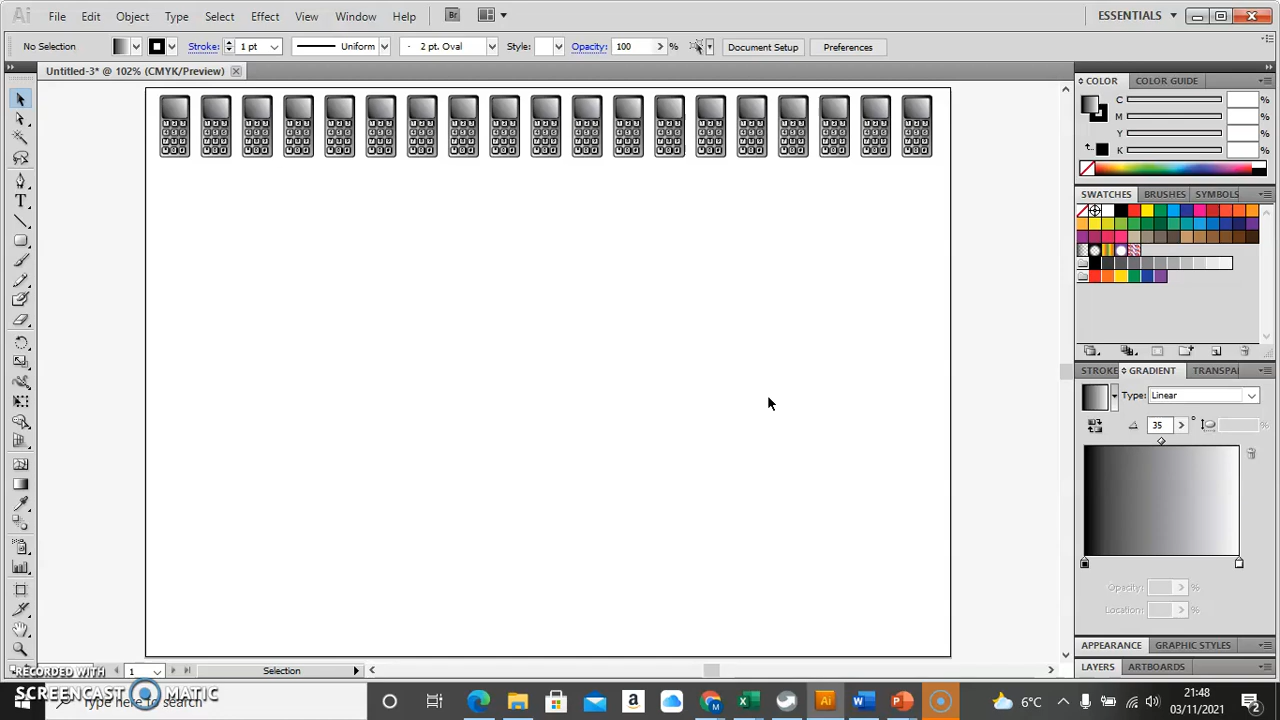 Ai File Edit Object Type Select Effect View Window Help Br ESSENTIALS
No Selection Stroke: 1 pt Uniform 2 pt. Oval Style: Opacity: 100 % Document Setup Preferences
Untitled-3* @ 102% (CMYK/Preview)
COLOR COLOR GUIDE
C
M
Y
K
SWATCHES BRUSHES SYMBOLS
STROKE GRADIENT TRANSPA
Type: Linear
35 ° %
Opacity: %
Location: %
APPEARANCE GRAPHIC STYLES
LAYERS ARTBOARDS
1 Selection
RECORDED WITH
SCREENCAST MATIC
Type here to search
6°C 21:48
03/11/2021
2